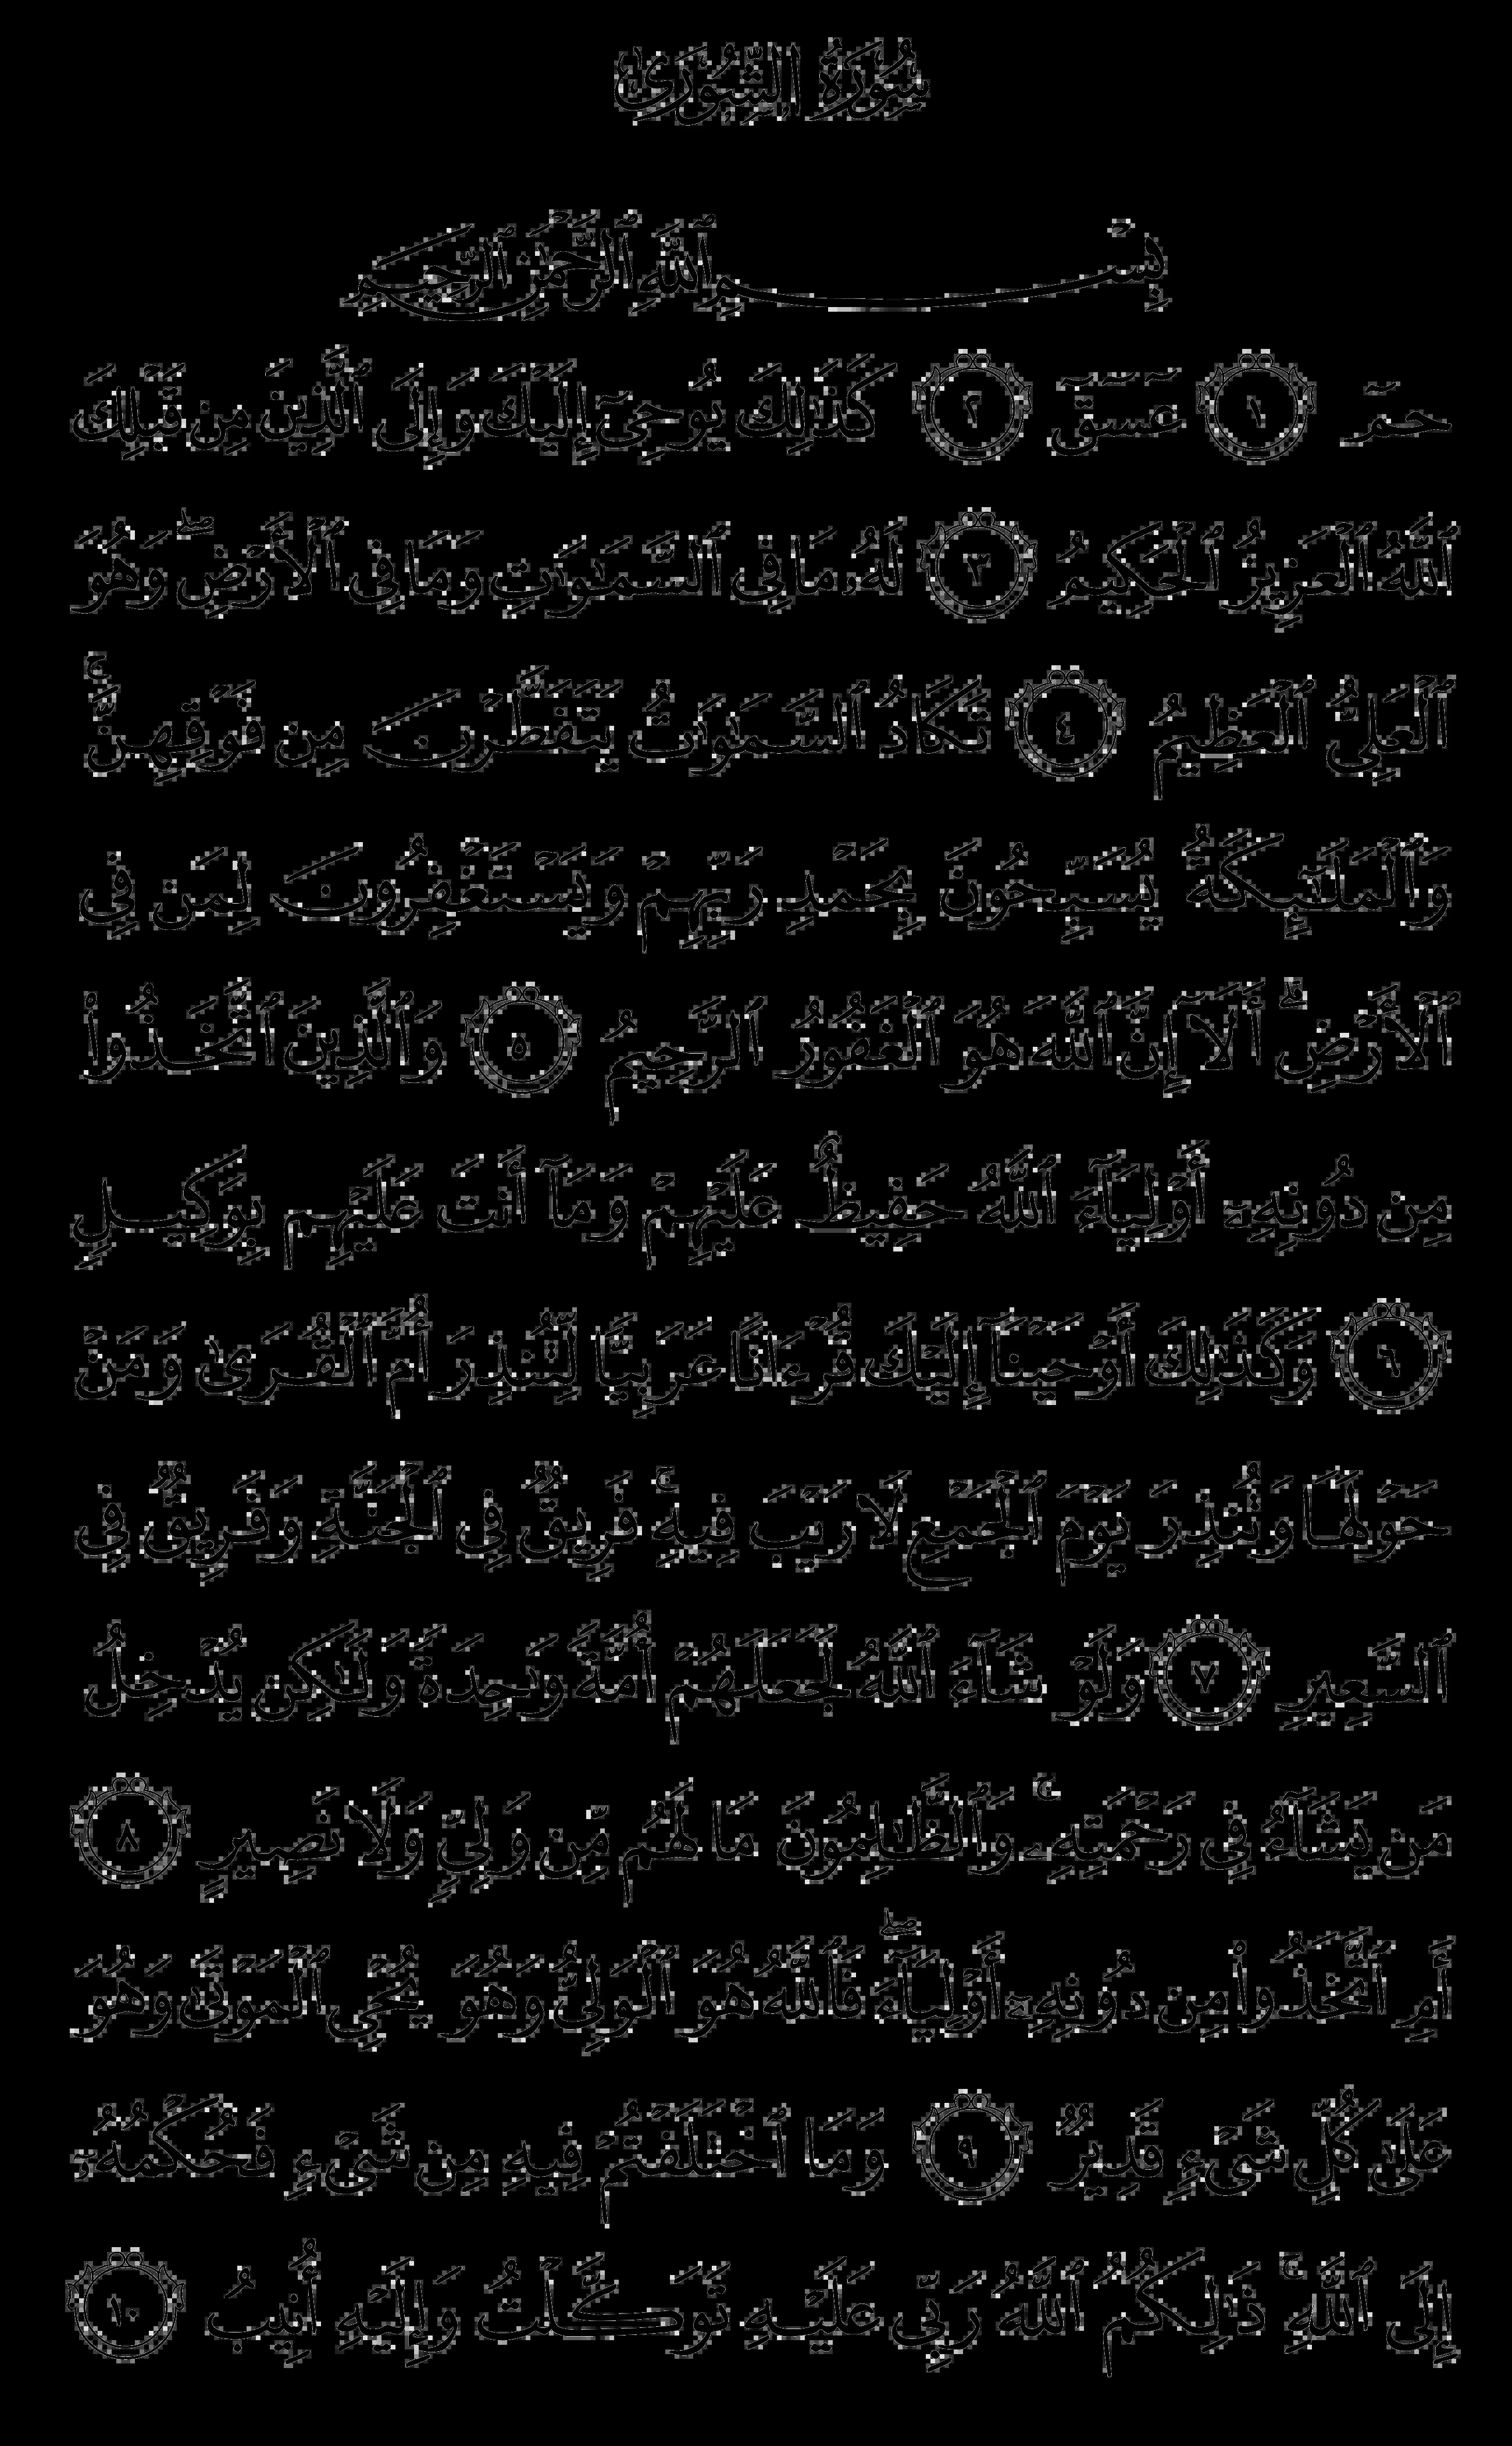 سُورَةُ الشُّورَىٰ
بِسْمِ ٱللَّهِ ٱلرَّحْمَٰنِ ٱلرَّحِيمِ
حمٓ ١ عٓسٓقٓ ٢ كَذَٰلِكَ يُوحِىٓ إِلَيْكَ وَإِلَى ٱلَّذِينَ مِن قَبْلِكَ
ٱللَّهُ ٱلْعَزِيزُ ٱلْحَكِيمُ ٣ لَهُۥ مَا فِى ٱلسَّمَٰوَٰتِ وَمَا فِى ٱلْأَرْضِ ۖ وَهُوَ
ٱلْعَلِىُّ ٱلْعَظِيمُ ٤ تَكَادُ ٱلسَّمَٰوَٰتُ يَتَفَطَّرْنَ مِن فَوْقِهِنَّ ۚ
وَٱلْمَلَٰٓئِكَةُ يُسَبِّحُونَ بِحَمْدِ رَبِّهِمْ وَيَسْتَغْفِرُونَ لِمَن فِى
ٱلْأَرْضِ ۗ أَلَآ إِنَّ ٱللَّهَ هُوَ ٱلْغَفُورُ ٱلرَّحِيمُ ٥ وَٱلَّذِينَ ٱتَّخَذُوا۟
مِن دُونِهِۦٓ أَوْلِيَآءَ ٱللَّهُ حَفِيظٌ عَلَيْهِمْ وَمَآ أَنتَ عَلَيْهِم بِوَكِيلٍ
٦ وَكَذَٰلِكَ أَوْحَيْنَآ إِلَيْكَ قُرْءَانًا عَرَبِيًّا لِّتُنذِرَ أُمَّ ٱلْقُرَىٰ وَمَنْ
حَوْلَهَا وَتُنذِرَ يَوْمَ ٱلْجَمْعِ لَا رَيْبَ فِيهِ ۚ فَرِيقٌ فِى ٱلْجَنَّةِ وَفَرِيقٌ فِى
ٱلسَّعِيرِ ٧ وَلَوْ شَآءَ ٱللَّهُ لَجَعَلَهُمْ أُمَّةً وَٰحِدَةً وَلَٰكِن يُدْخِلُ
مَن يَشَآءُ فِى رَحْمَتِهِۦ ۚ وَٱلظَّٰلِمُونَ مَا لَهُم مِّن وَلِىٍّ وَلَا نَصِيرٍ ٨
أَمِ ٱتَّخَذُوا۟ مِن دُونِهِۦٓ أَوْلِيَآءَ ۖ فَٱللَّهُ هُوَ ٱلْوَلِىُّ وَهُوَ يُحْىِ ٱلْمَوْتَىٰ وَهُوَ
عَلَىٰ كُلِّ شَىْءٍ قَدِيرٌ ٩ وَمَا ٱخْتَلَفْتُمْ فِيهِ مِن شَىْءٍ فَحُكْمُهُۥٓ
إِلَى ٱللَّهِ ۚ ذَٰلِكُمُ ٱللَّهُ رَبِّى عَلَيْهِ تَوَكَّلْتُ وَإِلَيْهِ أُنِيبُ ١٠